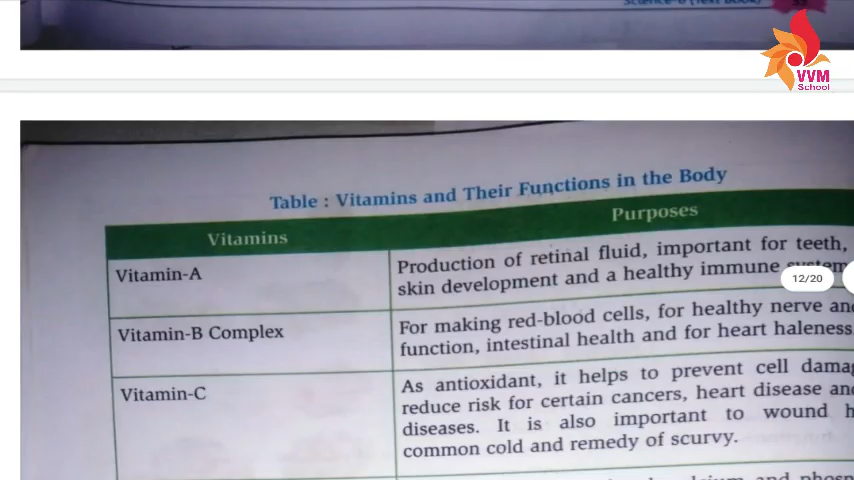 VVM
School
Table : Vitamins and Their Functions in the Body
Vitamins
Purposes
Vitamin-A
Production of retinal fluid, important for teeth,
skin development and a healthy immune system
12/20
Vitamin-B Complex
For making red-blood cells, for healthy nerve
function, intestinal health and for heart haleness
Vitamin-C
As antioxidant, it helps to prevent cell
reduce risk for certain cancers, heart disease
diseases. It is also important to wound
common cold and remedy of scurvy.
and